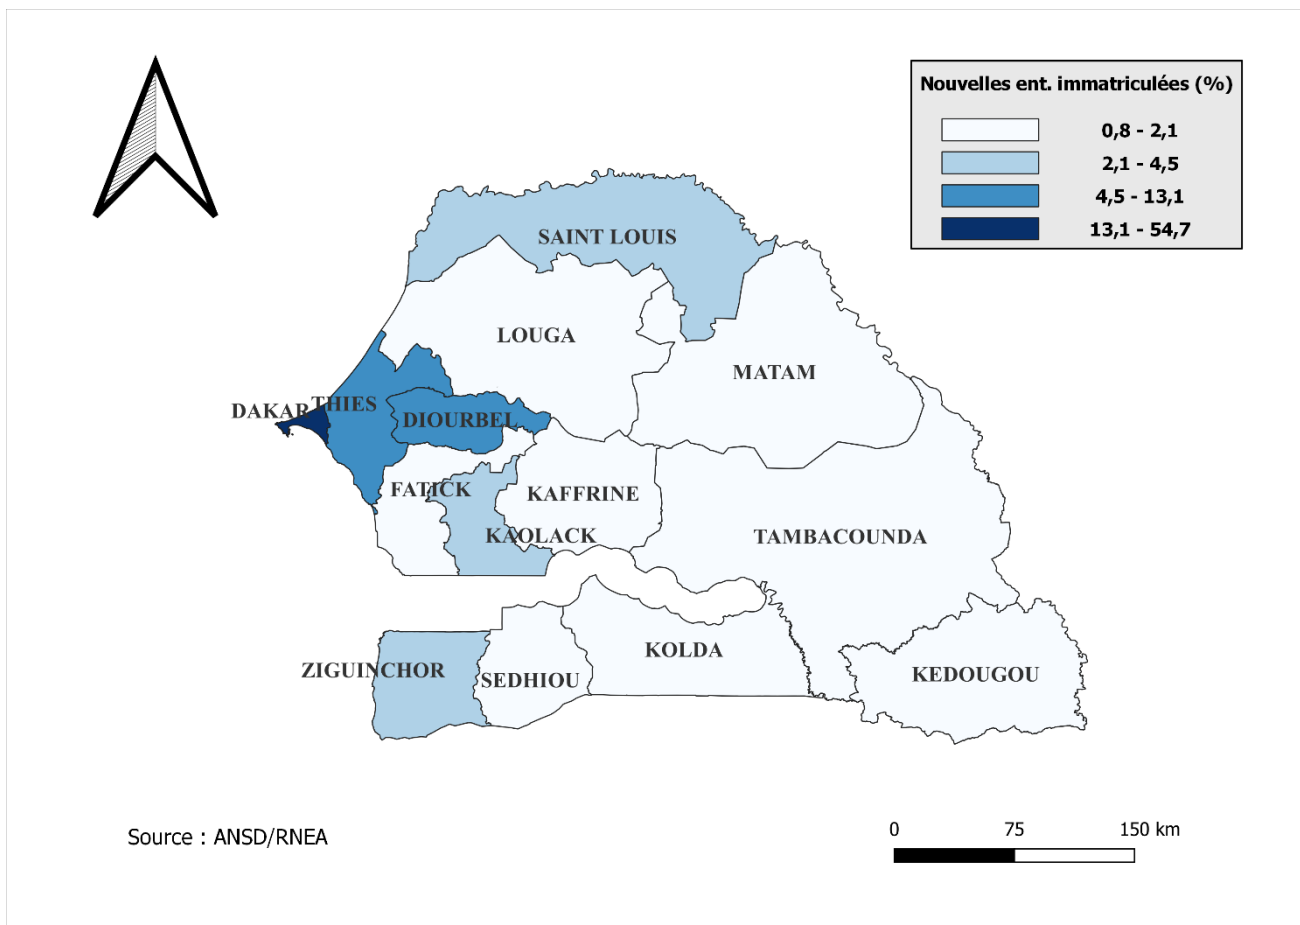 Nouvelles ent. immatriculées (%)
0,8 - 2,1
2,1 - 4,5
4,5 - 13,1
13,1 - 54,7
SAINT LOUIS
LOUGA
MATAM
DAKAR
THIES
DIOURBEL
FATICK
KAFFRINE
KAOLACK
TAMBACOUNDA
ZIGUINCHOR
SEDHIOU
KOLDA
KEDOUGOU
Source : ANSD/RNEA
0 75 150 km